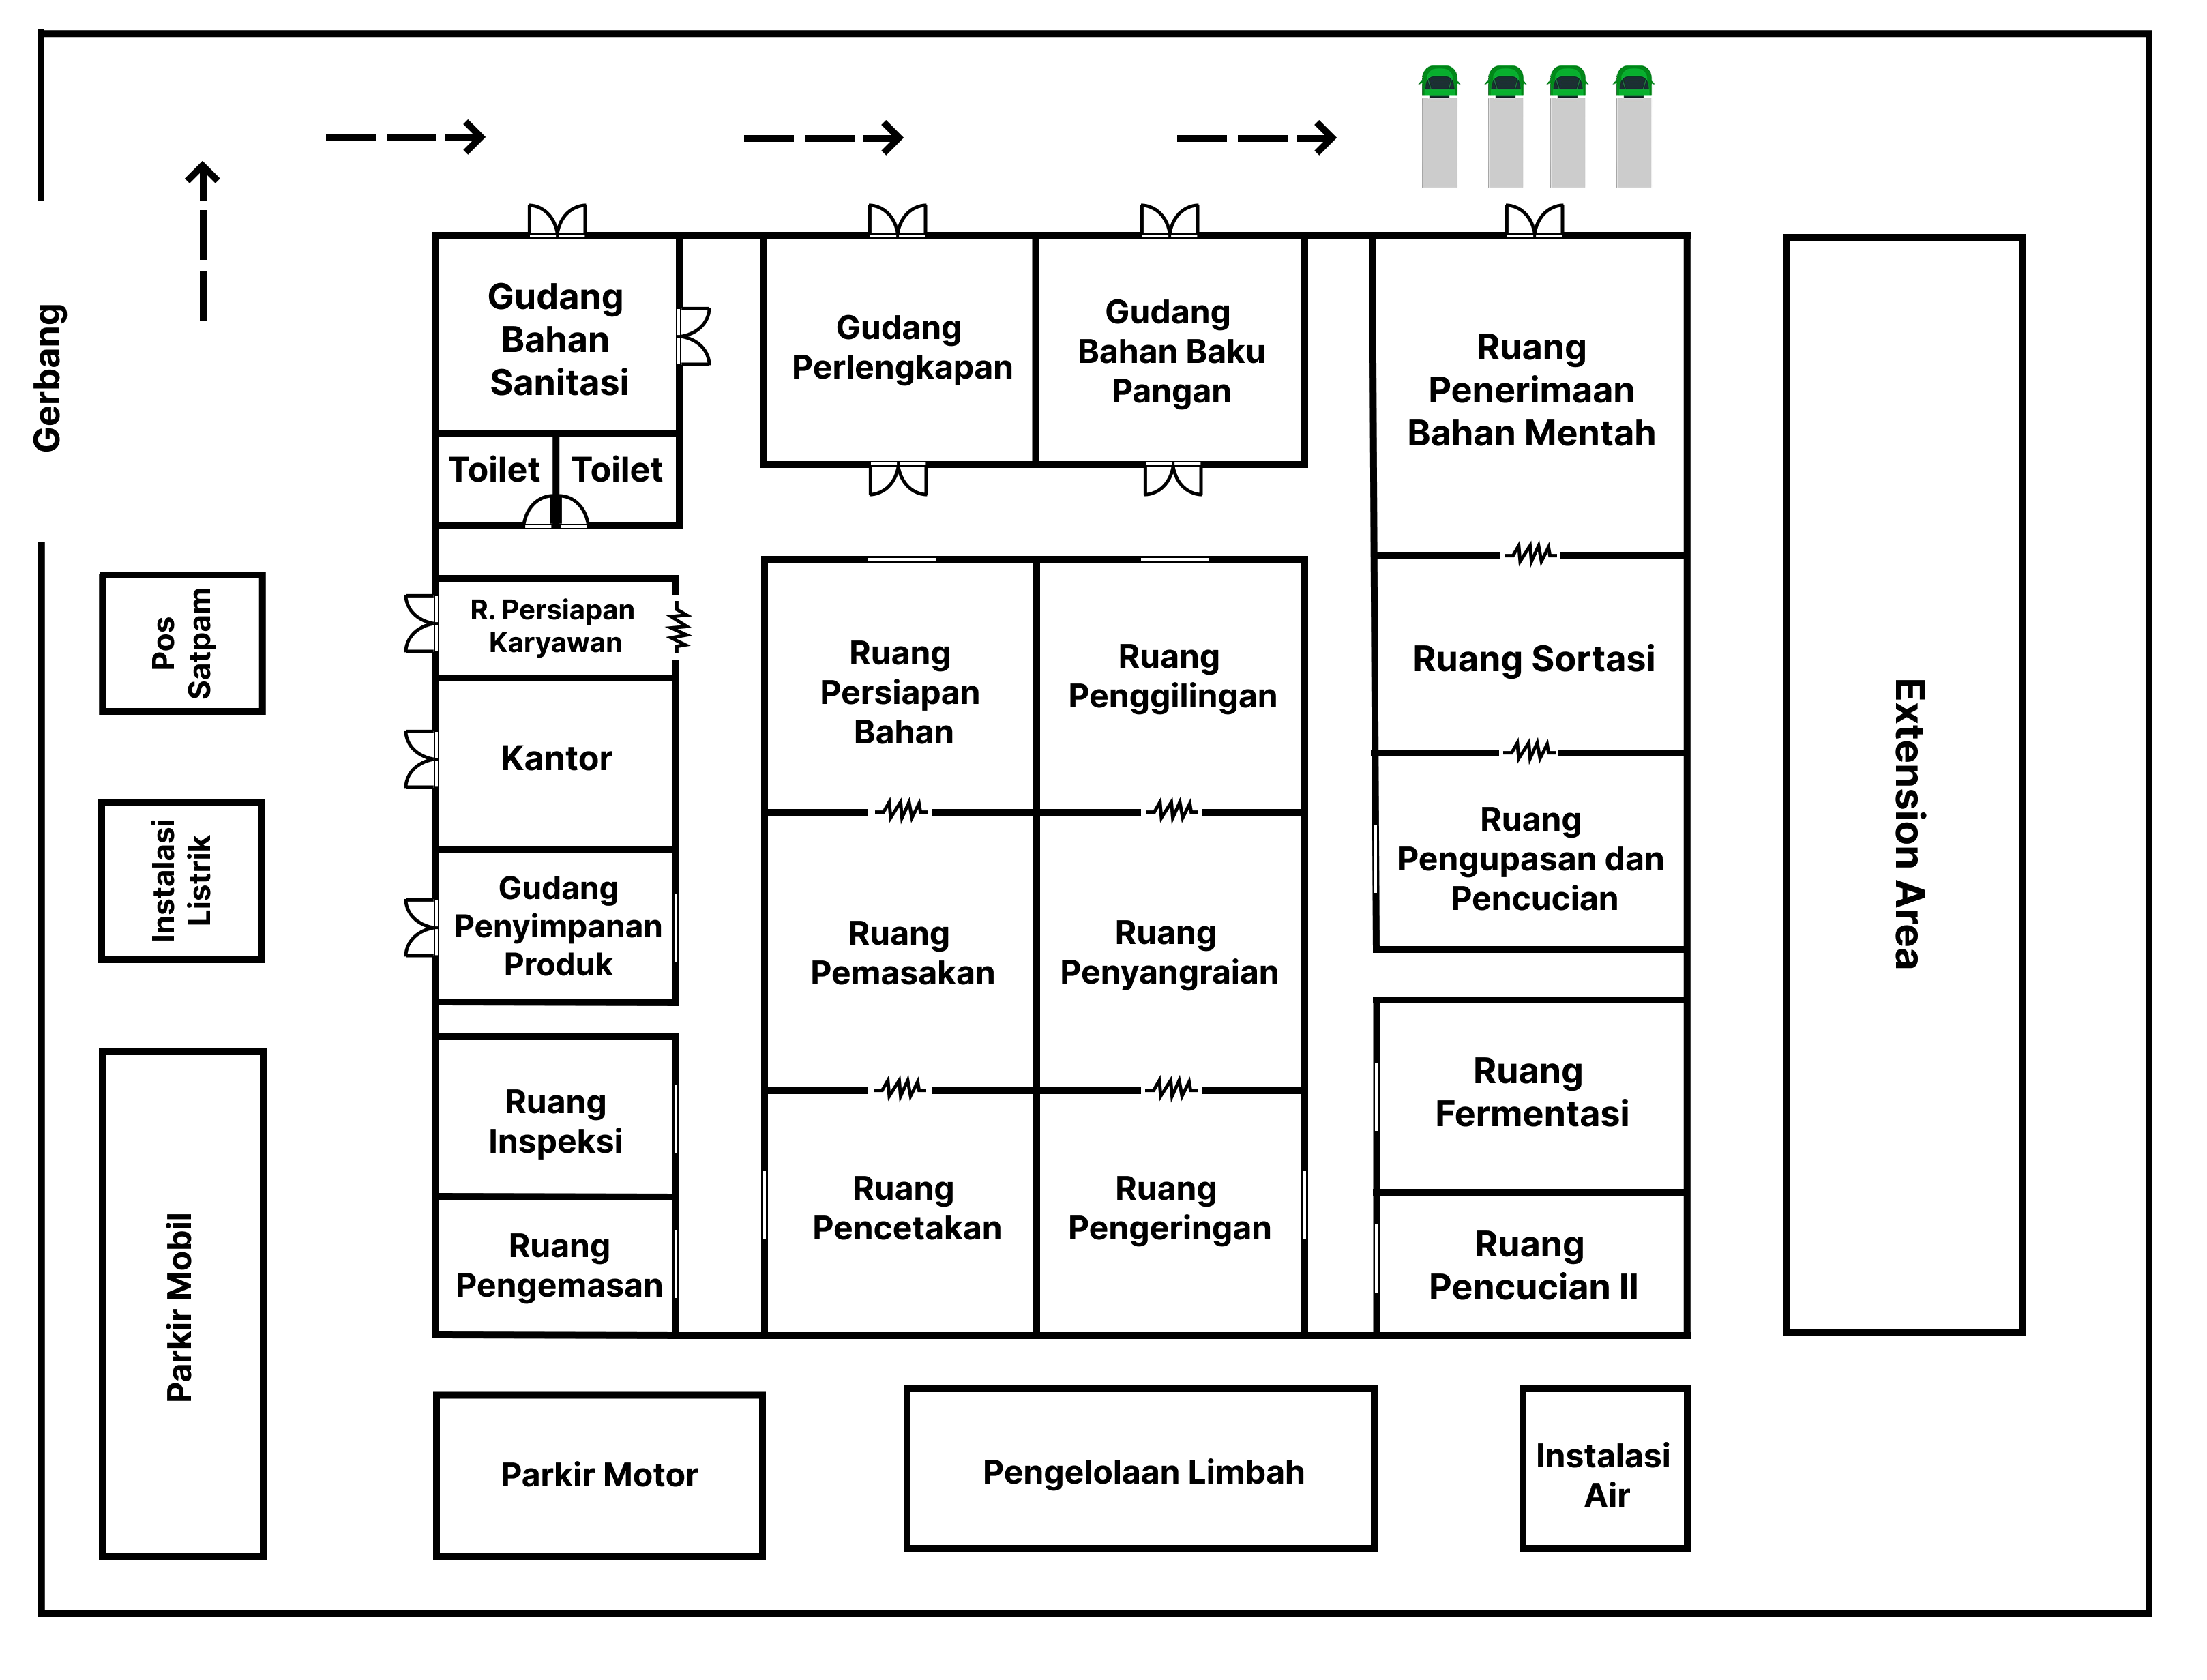 Gerbang
Gudang
Bahan
Sanitasi
Toilet
Toilet
Gudang
Perlengkapan
Gudang
Bahan Baku
Pangan
Ruang
Penerimaan
Bahan Mentah
Pos
Satpam
R. Persiapan
Karyawan
Kantor
Gudang
Penyimpanan
Produk
Instalasi
Listrik
Ruang
Persiapan
Bahan
Ruang
Penggilingan
Ruang Sortasi
Ruang
Pengupasan dan
Pencucian
Ruang
Pemasakan
Ruang
Penyangraian
Extension Area
Ruang
Inspeksi
Ruang
Pengemasan
Ruang
Pencetakan
Ruang
Pengeringan
Ruang
Fermentasi
Ruang
Pencucian II
Parkir Mobil
Parkir Motor
Pengelolaan Limbah
Instalasi
Air